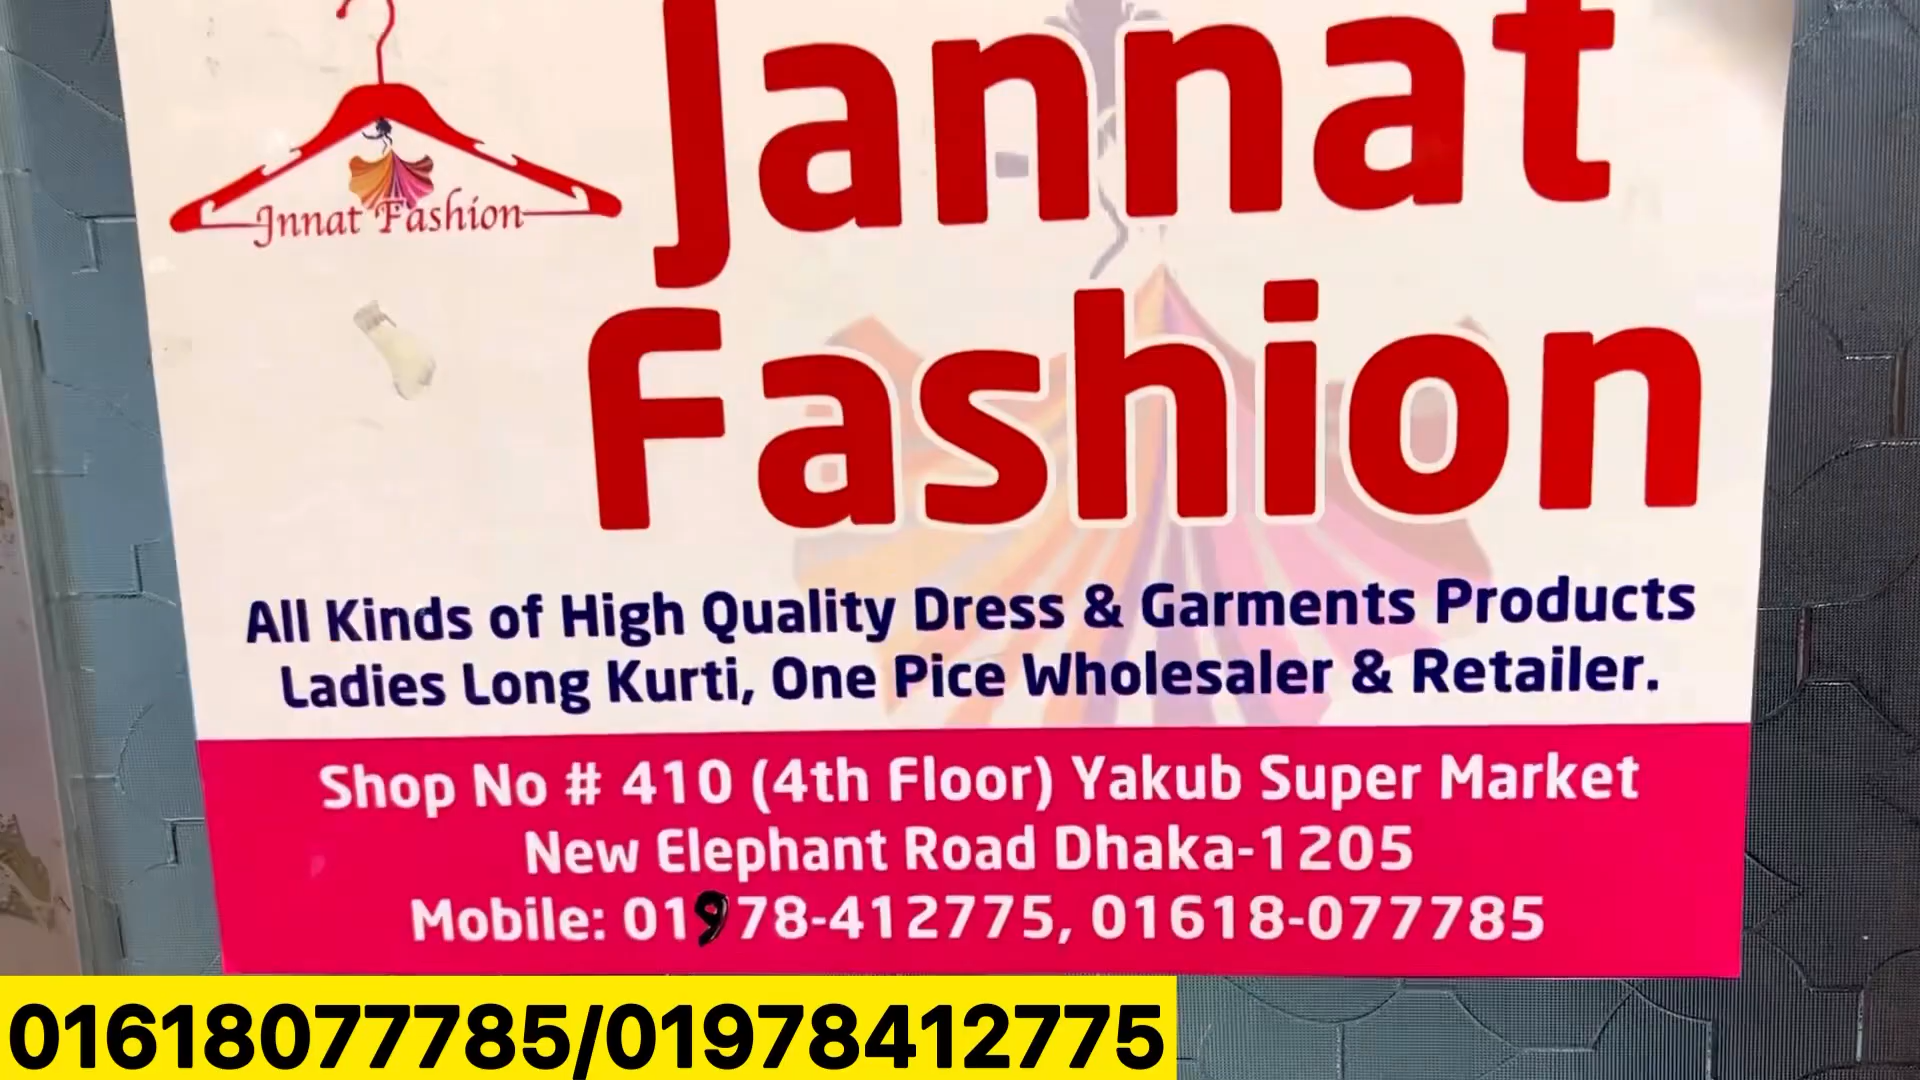 Jannat
Jnnat Fashion
Fashion
All Kinds of High Quality Dress & Garments Products
Ladies Long Kurti, One Pice Wholesaler & Retailer.
Shop No # 410 (4th Floor) Yakub Super Market
New Elephant Road Dhaka-1205
Mobile: 01978-412775, 01618-077785
01618077785/01978412775